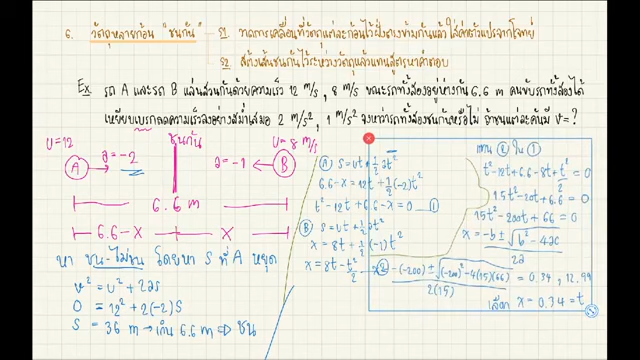 6. วัตถุหลายก้อน "ชนกัน"
S1 วาดการเคลื่อนที่วัตถุแต่ละก้อนไว้ฝั่งตรงข้ามกันแล้วใส่ค่าตัวแปรจากโจทย์
S2 สร้างเส้นชนกันไว้ระหว่างวัตถุแล้วแทนสูตรหาคำตอบ
Ex รถ A และรถ B แล่นสวนกันด้วยความเร็ว 12 m/s, 8 m/s ขณะรถทั้งสองอยู่ห่างกัน 6.6 m คนขับรถทั้งสองได้
เหยียบเบรกลดความเร็วลงอย่างสม่ำเสมอ 2 m/s², 1 m/s² จงหาว่ารถทั้งสองชนกันหรือไม่ ถ้าชนแต่ละคันมี v=?
u=12
ชนกัน
u=8 m/s
A
a=-2
a=-1
B
6.6 m
6.6-x
x
หา ชน-ไม่ชน โดยหา S ที่ A หยุด
v² = u² + 2as
0 = 12² + 2(-2)S
S = 36 m → เกิน 6.6 m ⇒ ชน
A S = ut + 1/2 at²
6.6-x = 12t + 1/2(-2)t²
t²-12t+6.6-x = 0 ①
B S = ut + 1/2 at²
x = 8t + 1/2(-1)t²
x = 8t - t²/2 ②
แทน ② ใน ①
t²-12t+6.6-8t+t²/2 = 0
1.5t²-20t+6.6 = 0
15t²-200t+66 = 0
x = -b ± √(b²-4ac) / 2a
-(-200) ± √((-200)²-4(15)(66)) / 2(15) = 0.34, 12.99
เลือก x = 0.34 = t